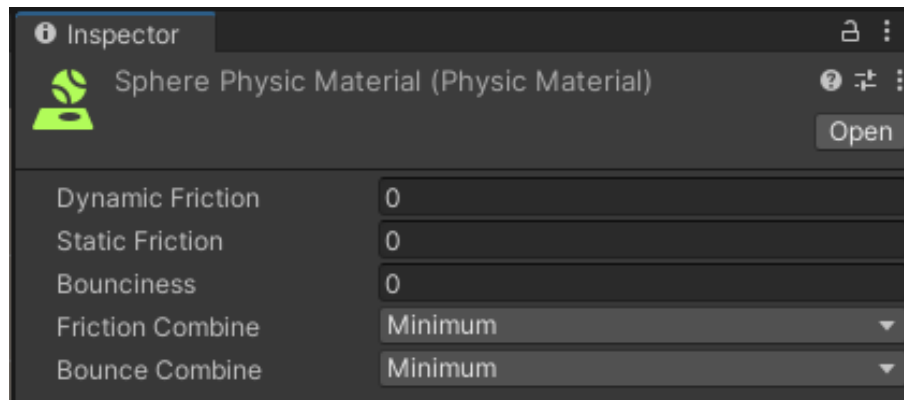 Inspector
Sphere Physic Material (Physic Material)
Open
Dynamic Friction 0
Static Friction 0
Bounciness 0
Friction Combine Minimum
Bounce Combine Minimum